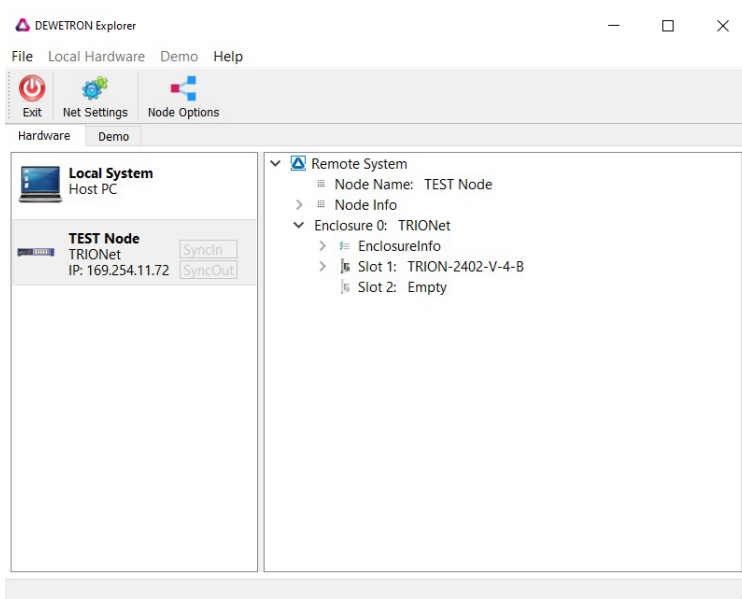 DEWETRON Explorer
File Local Hardware Demo Help
Exit Net Settings Node Options
Hardware Demo
Local System
Host PC
TEST Node
TRIONet
IP: 169.254.11.72
SyncIn
SyncOut
Remote System
Node Name: TEST Node
Node Info
Enclosure 0: TRIONet
EnclosureInfo
Slot 1: TRION-2402-V-4-B
Slot 2: Empty